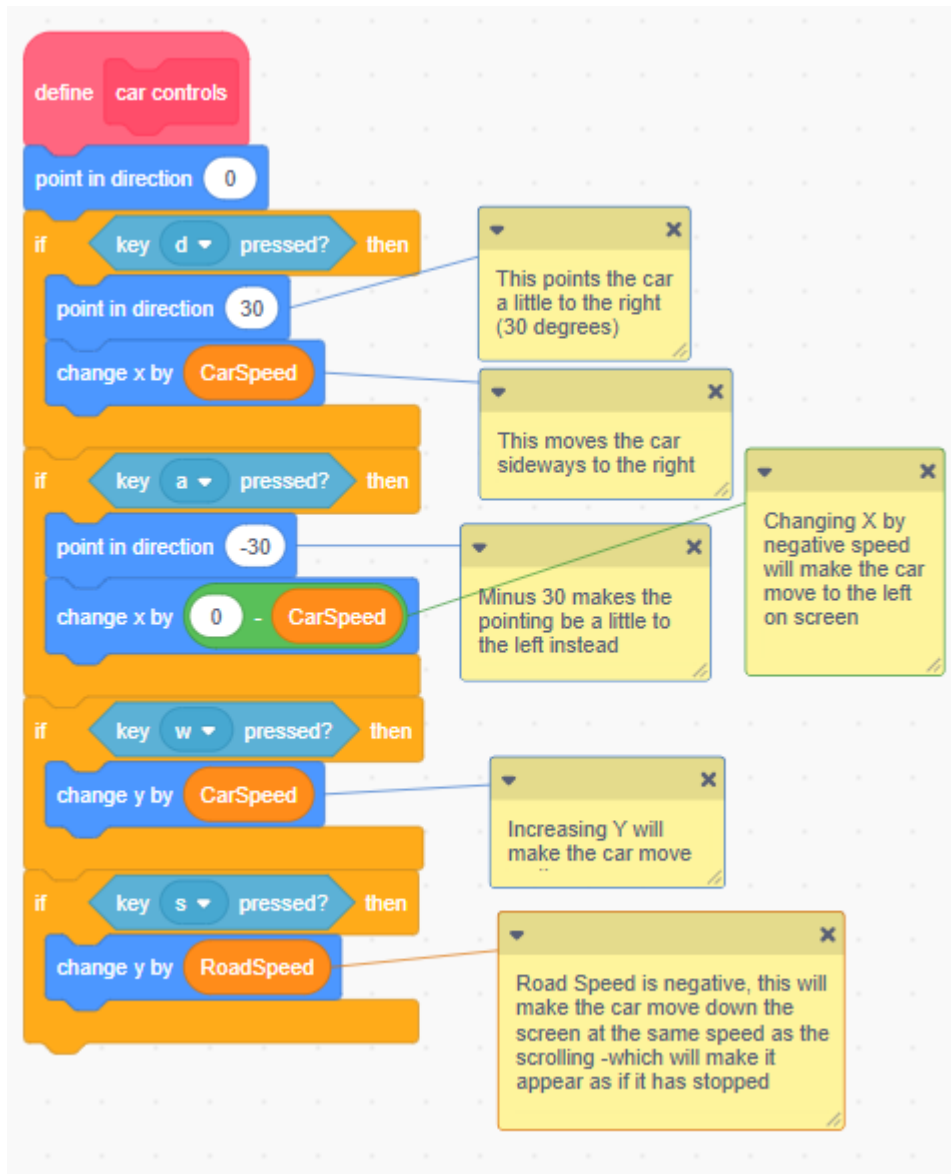 define car controls
point in direction 0
if key d pressed? then
point in direction 30
change x by CarSpeed
This points the car
a little to the right
(30 degrees)
This moves the car
sideways to the right
if key a pressed? then
point in direction -30
change x by 0 - CarSpeed
Minus 30 makes the
pointing be a little to
the left instead
Changing X by
negative speed
will make the car
move to the left
on screen
if key w pressed? then
change y by CarSpeed
Increasing Y will
make the car move
if key s pressed? then
change y by RoadSpeed
Road Speed is negative, this will
make the car move down the
screen at the same speed as the
scrolling -which will make it
appear as if it has stopped